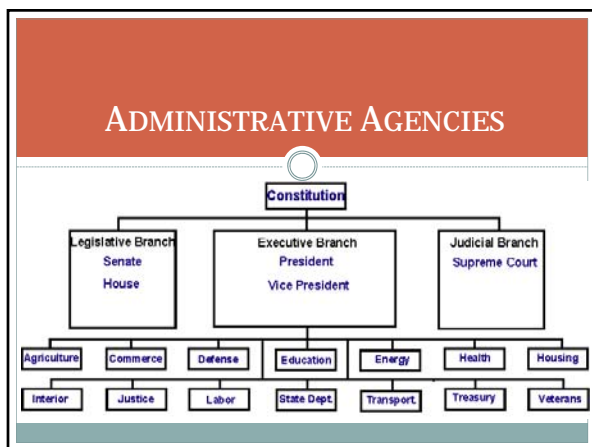 ADMINISTRATIVE AGENCIES
Constitution
Legislative Branch
Senate
House
Executive Branch
President
Vice President
Judicial Branch
Supreme Court
Agriculture Commerce Defense Education Energy Health Housing
Interior Justice Labor State Dept. Transport. Treasury Veterans